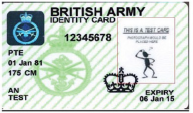 BRITISH ARMY
IDENTITY CARD
12345678
THIS IS A TEST CARD
PTE
01 Jan 81
175 CM
AN
TEST
EXPIRY
06 Jan 15